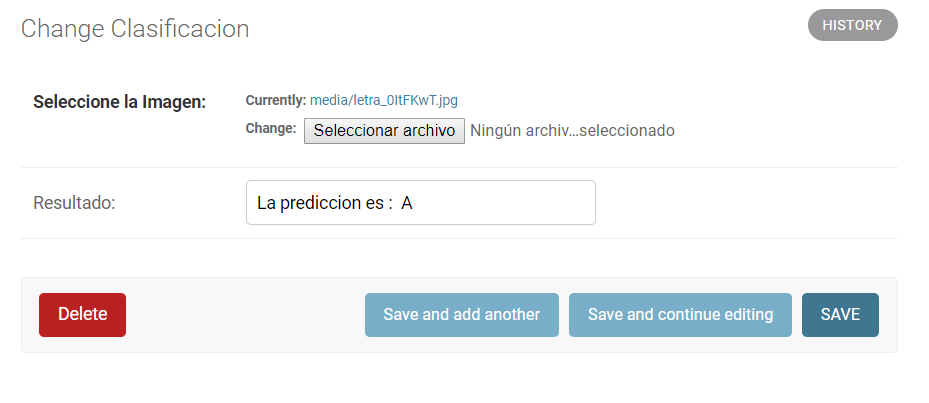 Change Clasificacion
HISTORY
Seleccione la Imagen:
Currently: media/letra_0ItFKwT.jpg
Change: Seleccionar archivo Ningún archiv…seleccionado
Resultado:
La prediccion es :  A
Delete
Save and add another
Save and continue editing
SAVE